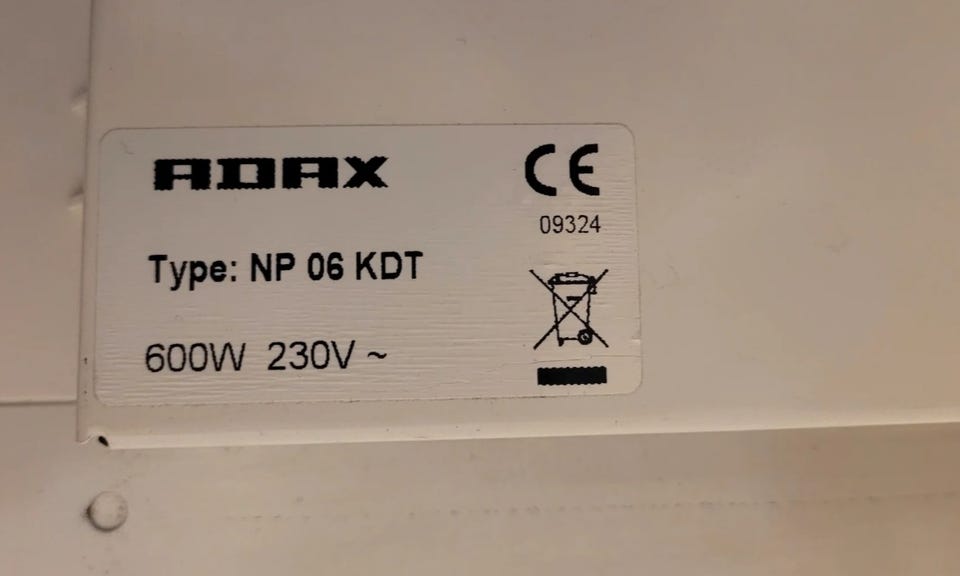 ADAX
CE
09324
Type: NP 06 KDT
600W 230V ~